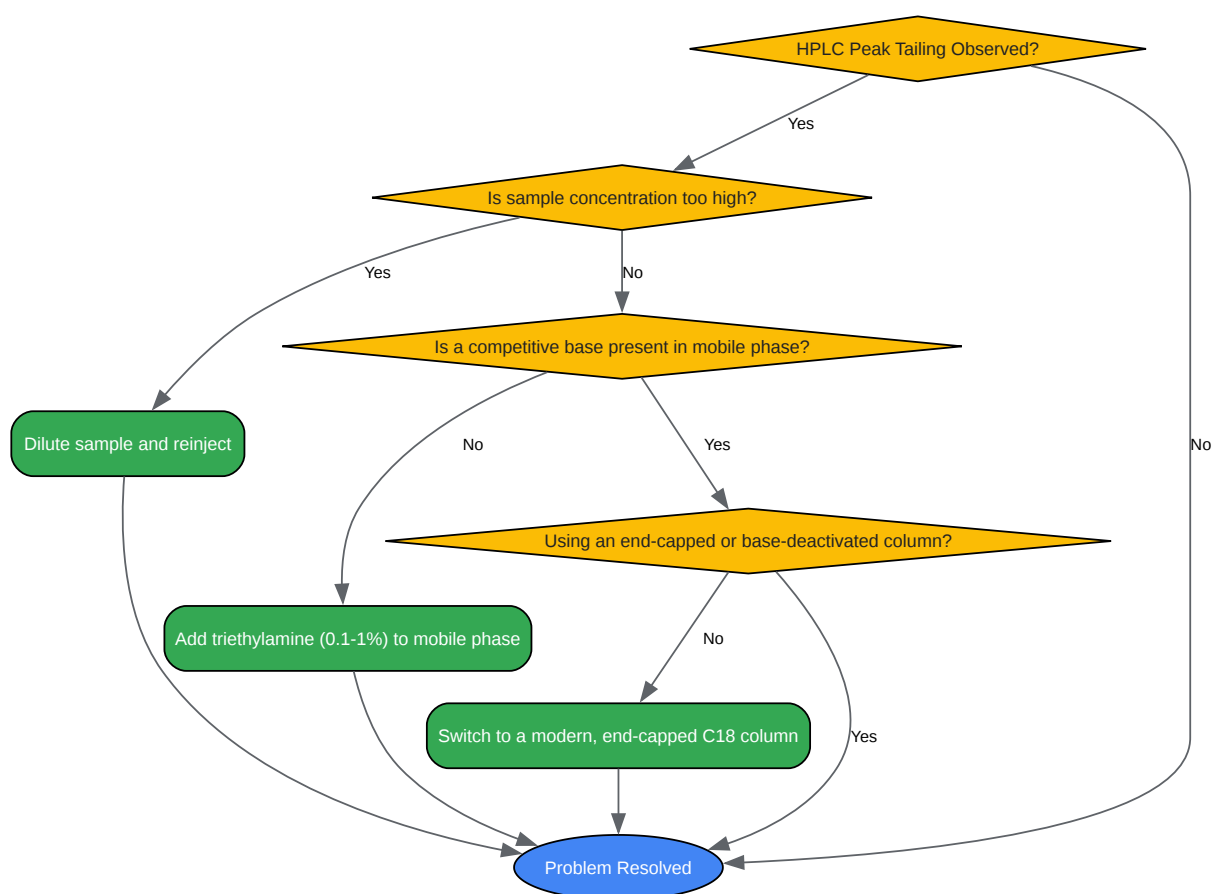 HPLC Peak Tailing Observed?
Yes
Is sample concentration too high?
Yes
No
Is a competitive base present in mobile phase?
Dilute sample and reinject
No
Yes
No
Using an end-capped or base-deactivated column?
Add triethylamine (0.1-1%) to mobile phase
No
Switch to a modern, end-capped C18 column
Yes
Problem Resolved